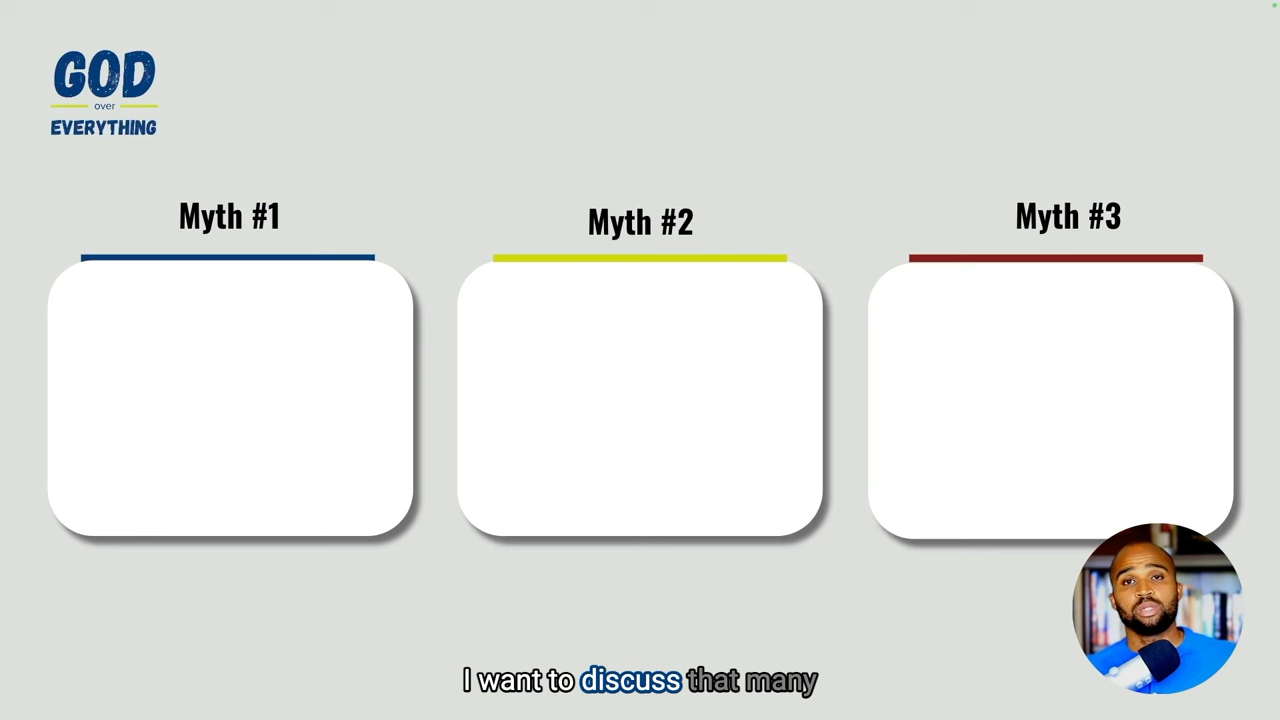 GOD
over
EVERYTHING
Myth #1
Myth #2
Myth #3
I want to discuss that many